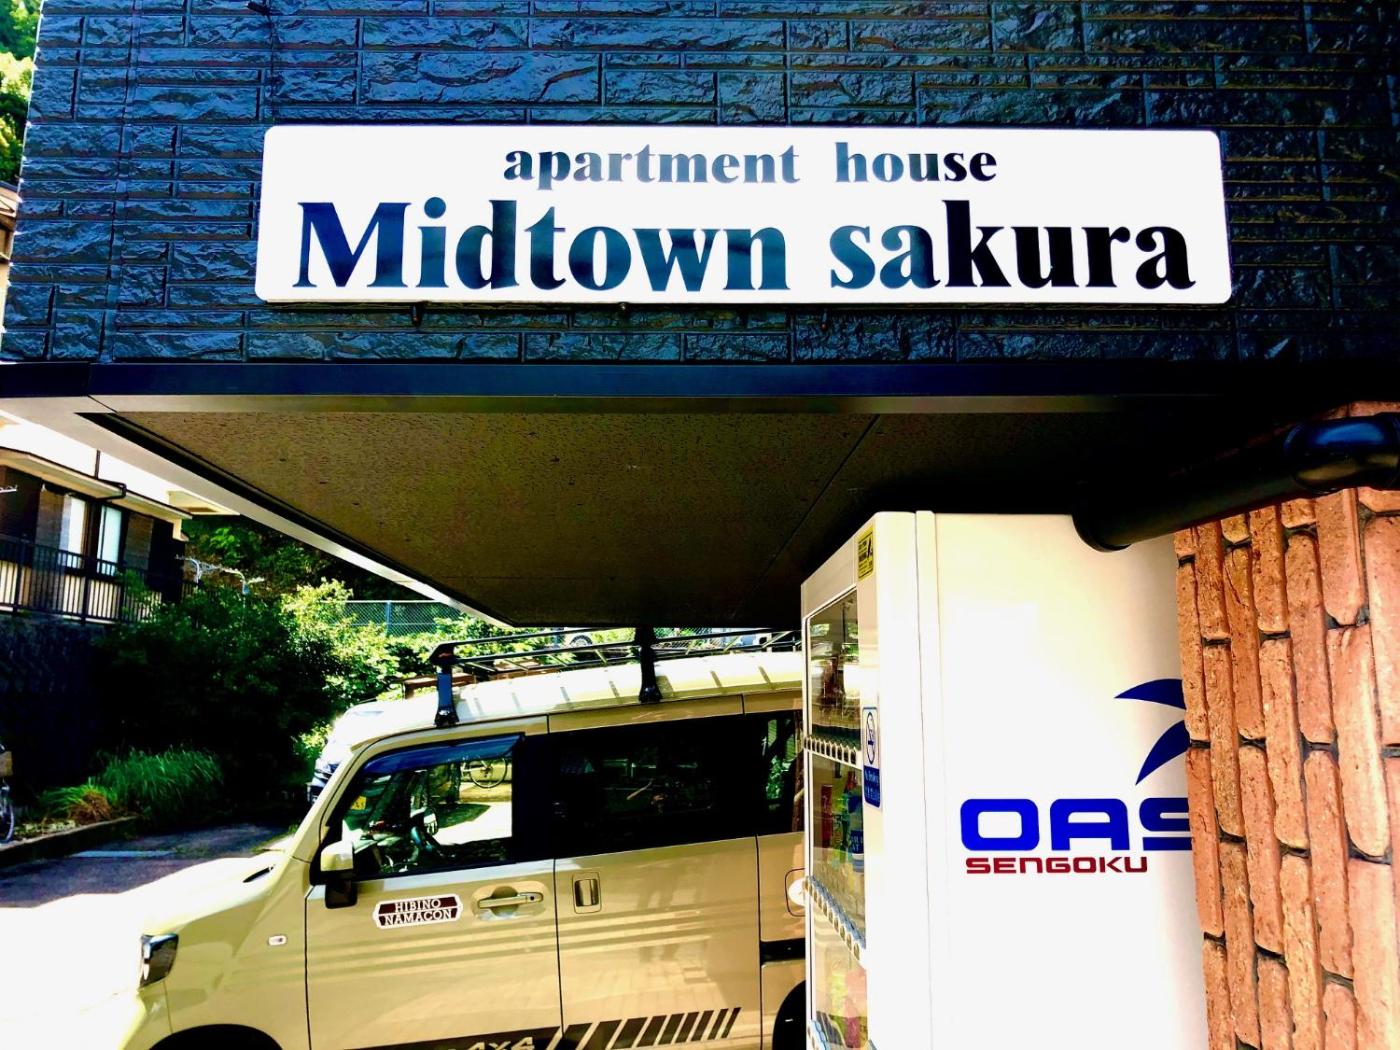 apartment house
Midtown sakura
OAS
SENGOKU
HIBINO
NAMACON